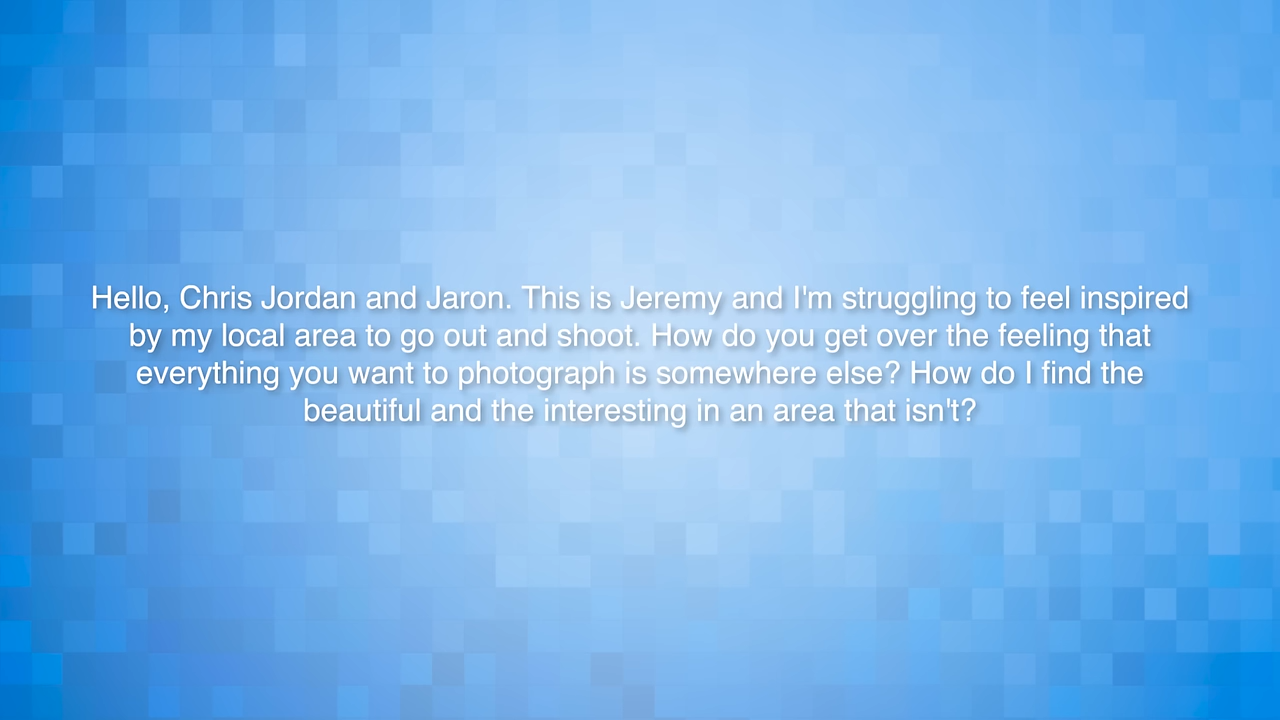 Hello, Chris Jordan and Jaron. This is Jeremy and I'm struggling to feel inspired
by my local area to go out and shoot. How do you get over the feeling that
everything you want to photograph is somewhere else? How do I find the
beautiful and the interesting in an area that isn't?